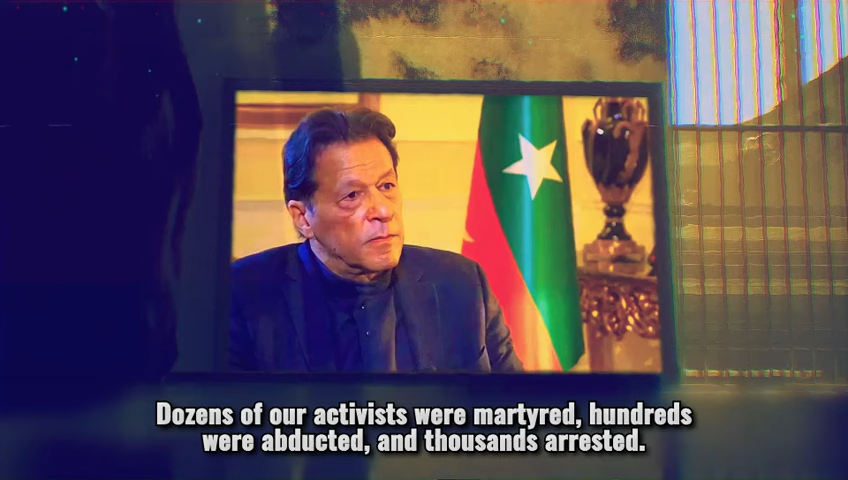 Dozens of our activists were martyred, hundreds
were abducted, and thousands arrested.